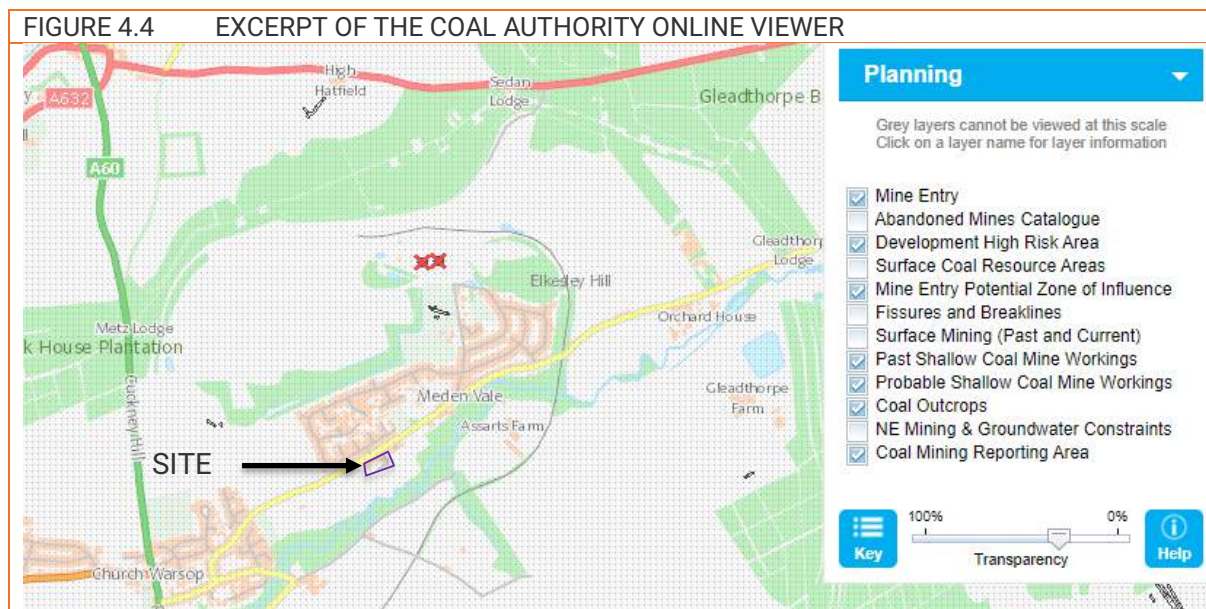 FIGURE 4.4 EXCERPT OF THE COAL AUTHORITY ONLINE VIEWER
High
Hatfield
Sedan
Lodge
Gleadthorpe B
A632
A60
Gleadthorp
Lodge
Elkesley Hill
Orchard House
Metz Lodge
k House Plantation
Cuckney Hill
Meden Vale
Gleadthorpe
Farm
Assarts Farm
SITE
Church Warsop
Planning
Grey layers cannot be viewed at this scale
Click on a layer name for layer information
Mine Entry
Abandoned Mines Catalogue
Development High Risk Area
Surface Coal Resource Areas
Mine Entry Potential Zone of Influence
Fissures and Breaklines
Surface Mining (Past and Current)
Past Shallow Coal Mine Workings
Probable Shallow Coal Mine Workings
Coal Outcrops
NE Mining & Groundwater Constraints
Coal Mining Reporting Area
Key
100%
0%
Transparency
Help